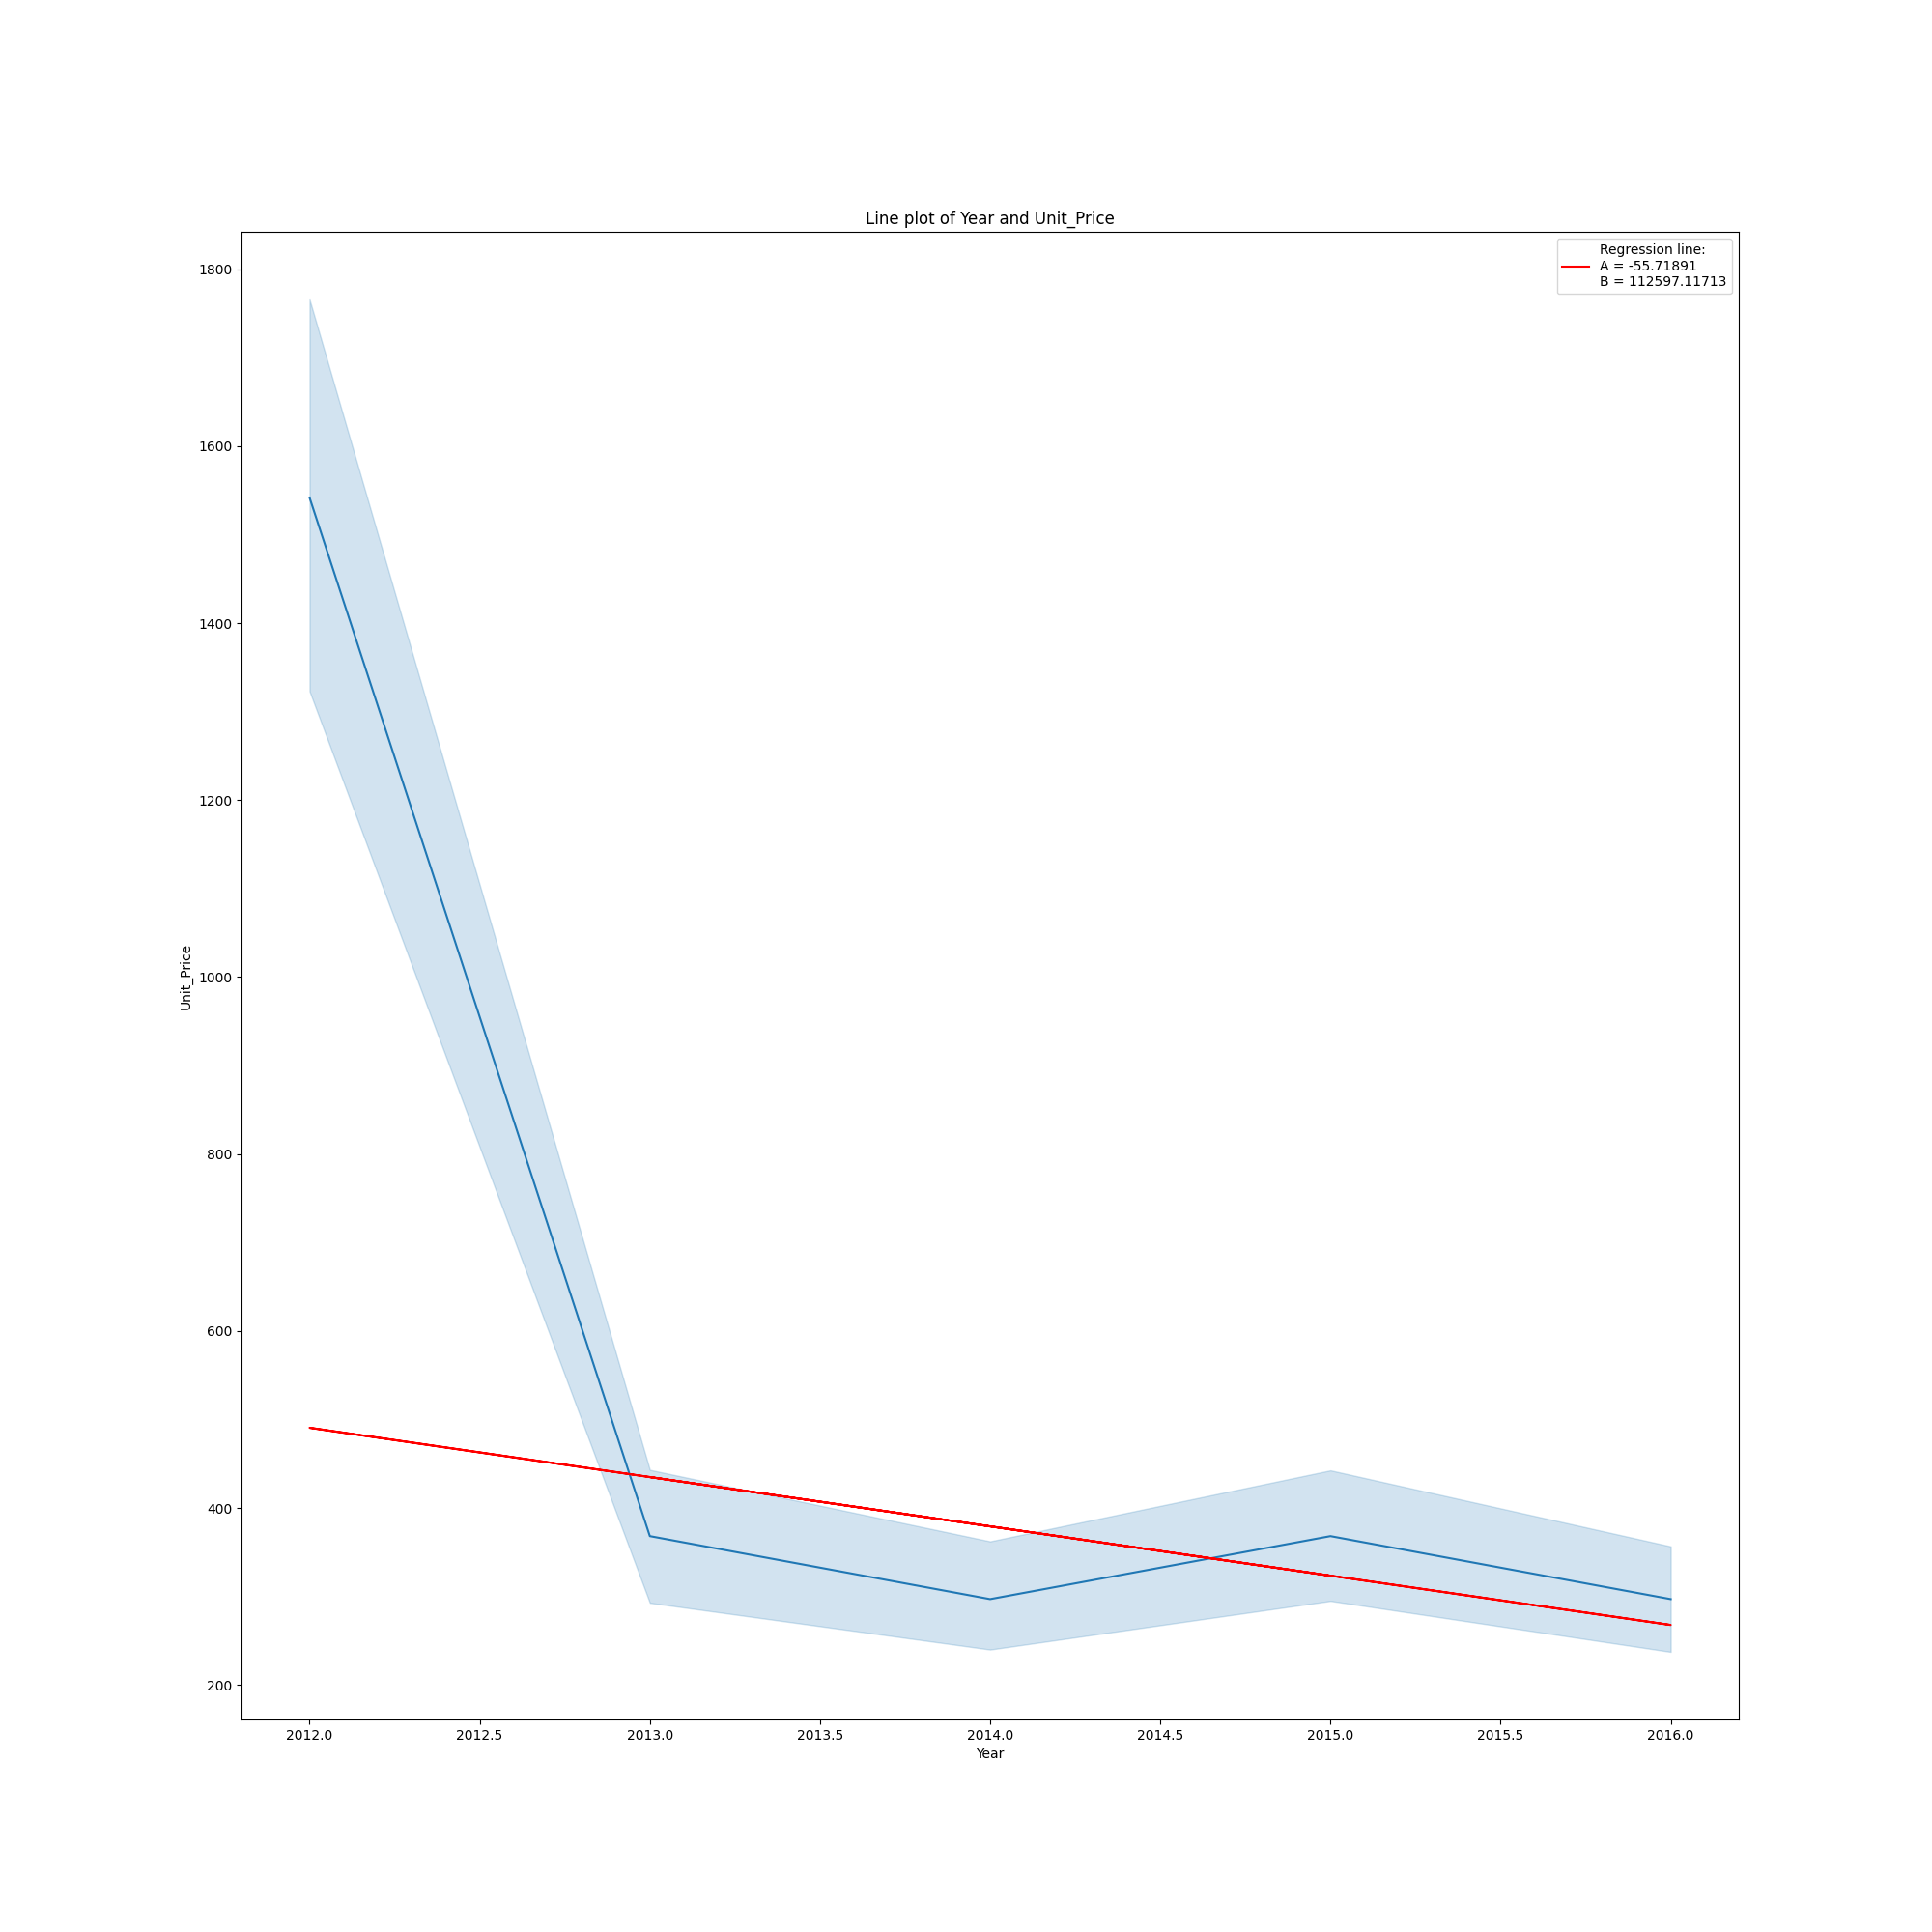 Line plot of Year and Unit_Price
Regression line:
A = -55.71891
B = 112597.11713
1800
1600
1400
1200
1000
800
600
400
200
Unit_Price
2012.0 2012.5 2013.0 2013.5 2014.0 2014.5 2015.0 2015.5 2016.0
Year